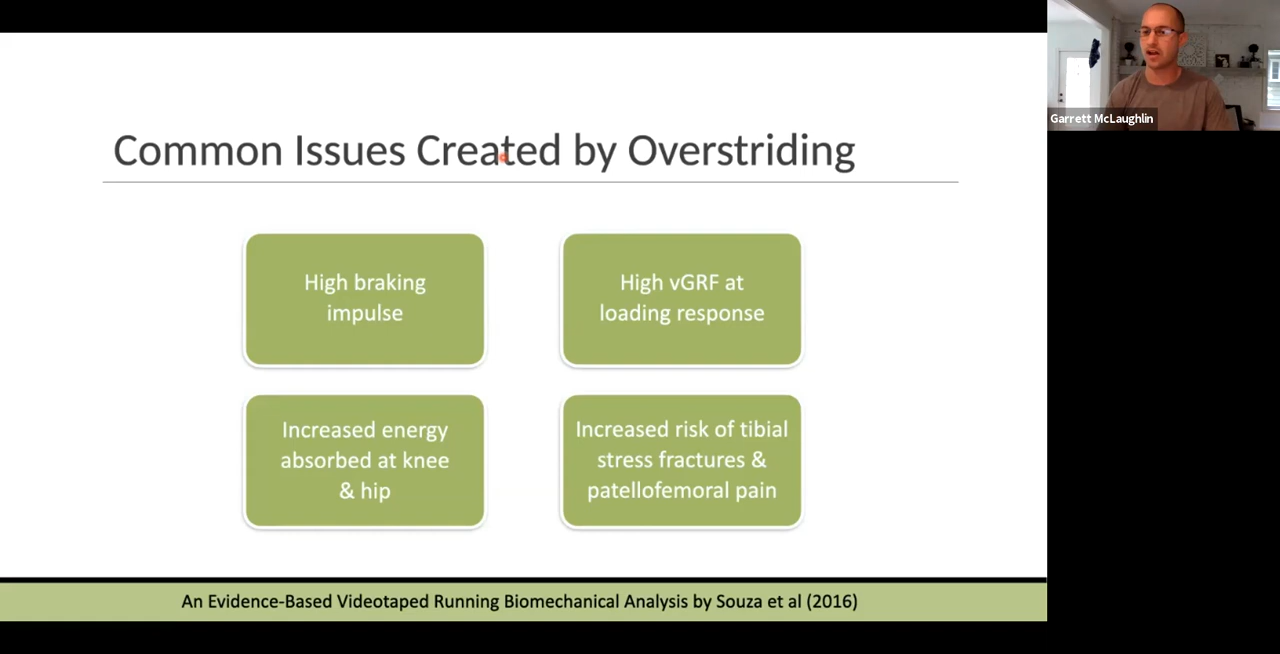 Garrett McLaughlin
Common Issues Created by Overstriding
High braking
impulse
High vGRF at
loading response
Increased energy
absorbed at knee
& hip
Increased risk of tibial
stress fractures &
patellofemoral pain
An Evidence-Based Videotaped Running Biomechanical Analysis by Souza et al (2016)